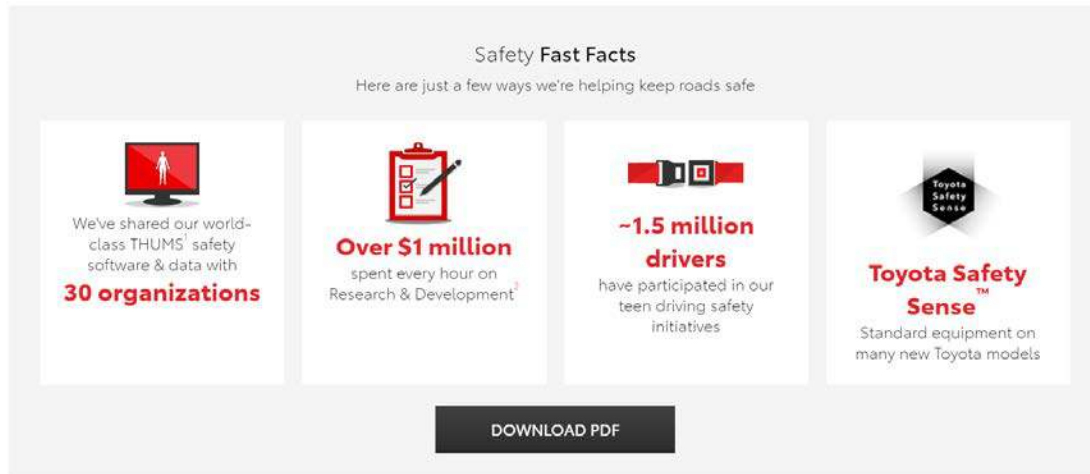 Safety Fast Facts
Here are just a few ways we're helping keep roads safe
We've shared our world-
class THUMS¹ safety
software & data with
30 organizations
Over $1 million
spent every hour on
Research & Development²
~1.5 million
drivers
have participated in our
teen driving safety
initiatives
Toyota
Safety
Sense
Toyota Safety
Sense™
Standard equipment on
many new Toyota models
DOWNLOAD PDF